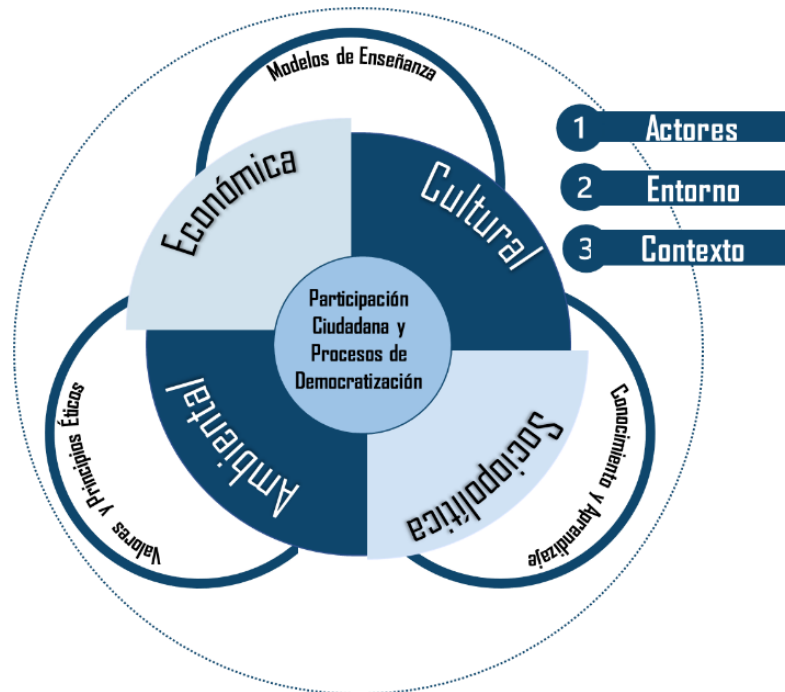 Modelos de Enseñanza
1 Actores
2 Entorno
3 Contexto
Económica
Cultural
Participación
Ciudadana y
Procesos de
Democratización
Ambiental
Sociopolítica
Valores y Principios Éticos
Conocimiento y Aprendizaje